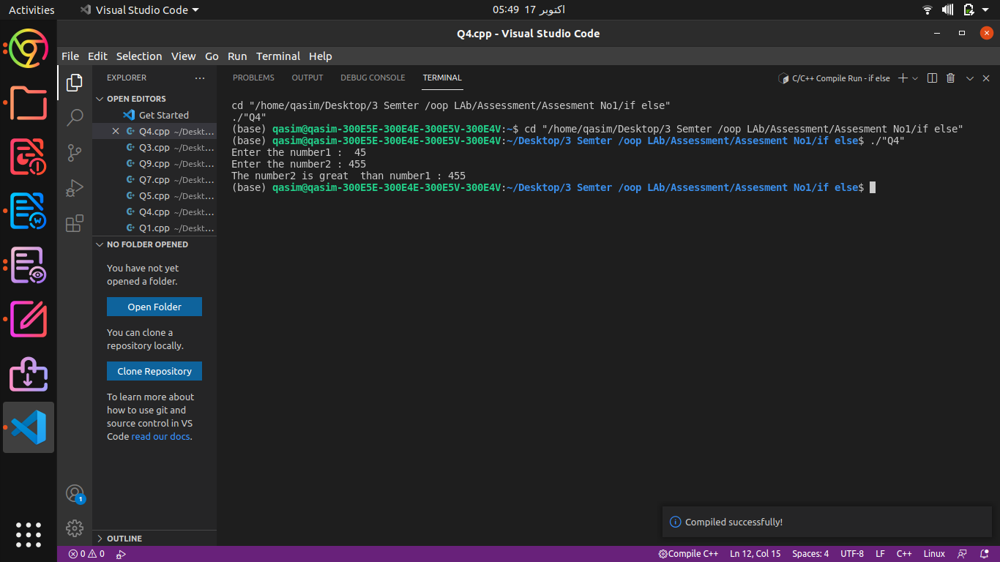 Activities
Visual Studio Code
05:49 17 اکتوبر
Q4.cpp - Visual Studio Code
File Edit Selection View Go Run Terminal Help
EXPLORER
OPEN EDITORS
Get Started
Q4.cpp ~/Deskt...
Q3.cpp ~/Deskt...
Q9.cpp ~/Deskt...
Q7.cpp ~/Deskt...
Q5.cpp ~/Deskt...
Q4.cpp ~/Deskt...
Q1.cpp ~/Deskt...
NO FOLDER OPENED
You have not yet
opened a folder.
Open Folder
You can clone a
repository locally.
Clone Repository
To learn more about
how to use git and
source control in VS
Code read our docs.
OUTLINE
1
PROBLEMS OUTPUT DEBUG CONSOLE TERMINAL
C/C++ Compile Run - if else
cd "/home/qasim/Desktop/3 Semter /oop LAb/Assessment/Assesment No1/if else"
./"Q4"
(base) qasim@qasim-300E5E-300E4E-300E5V-300E4V:~$ cd "/home/qasim/Desktop/3 Semter /oop LAb/Assessment/Assesment No1/if else"
(base) qasim@qasim-300E5E-300E4E-300E5V-300E4V:~/Desktop/3 Semter /oop LAb/Assessment/Assesment No1/if else$ ./"Q4"
Enter the number1 :  45
Enter the number2 : 455
The number2 is great  than number1 : 455
(base) qasim@qasim-300E5E-300E4E-300E5V-300E4V:~/Desktop/3 Semter /oop LAb/Assessment/Assesment No1/if else$
Compiled successfully!
0 0
Compile C++ Ln 12, Col 15 Spaces: 4 UTF-8 LF C++ Linux